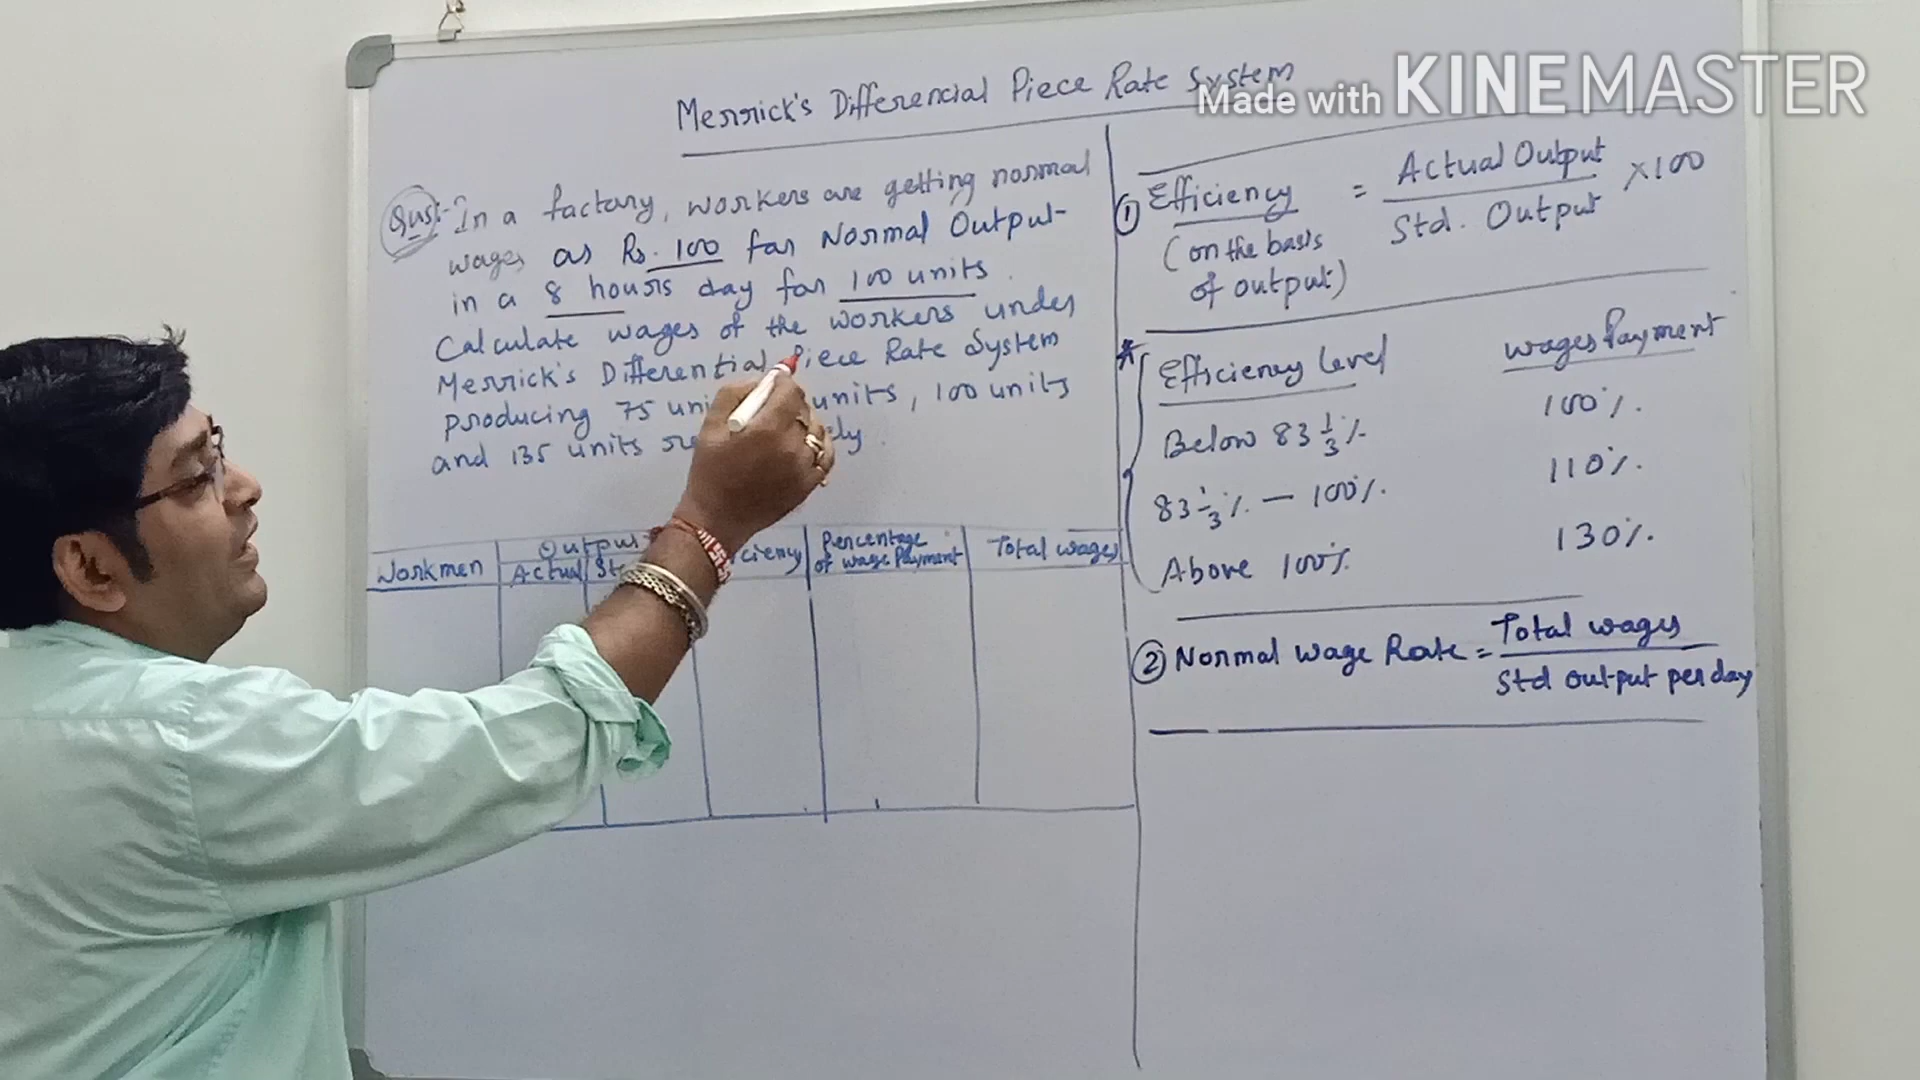 Merrick's Differencial Piece Rate System
Made with KINEMASTER
Qus:- In a factory, workers are getting normal
wages as Rs. 100 for Normal Output
in a 8 hours day for 100 units.
Calculate wages of the workers under
Merrick's Differential Piece Rate System
producing 75 units, 100 units
and 135 units
Workmen
Output
Actual
Percentage
of wage Payment
Total wages
① Efficiency = Actual Output / Std. Output ×100
(on the basis
of output)
* Efficiency level Wages Payment
Below 83 1/3 % 100%.
83 1/3 % — 100%. 110%.
Above 100%. 130%.
② Normal Wage Rate = Total wages / Std output per day